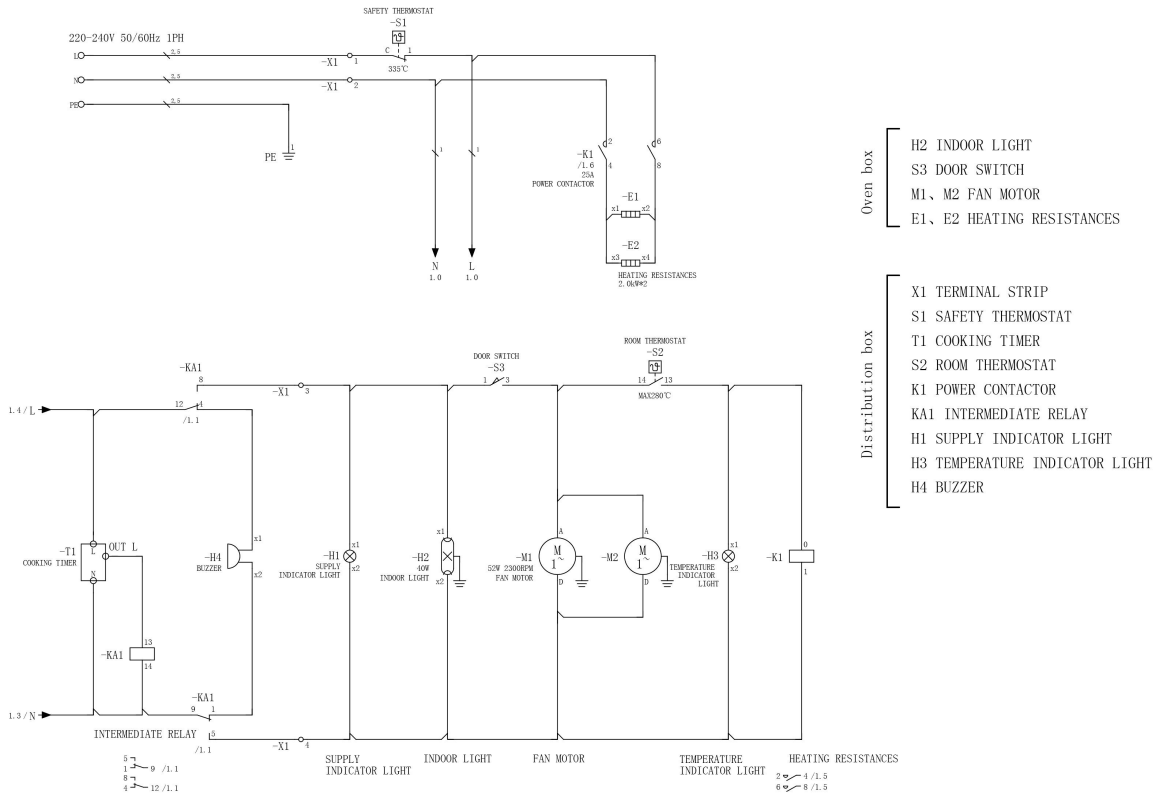 SAFETY THERMOSTAT
-S1
220-240V 50/60Hz 1PH
L
2,5
-X1
1
C
1
335℃
N
2,5
-X1
2
PE
2,5
PE
1
1
1
2
6
-K1
/1.6
25A
POWER CONTACTOR
4
8
-E1
x1
x2
-E2
x3
x4
HEATING RESISTANCES
2.0kW*2
N
1.0
L
1.0
Oven box
H2 INDOOR LIGHT
S3 DOOR SWITCH
M1、M2 FAN MOTOR
E1、E2 HEATING RESISTANCES
Distribution box
X1 TERMINAL STRIP
S1 SAFETY THERMOSTAT
T1 COOKING TIMER
S2 ROOM THERMOSTAT
K1 POWER CONTACTOR
KA1 INTERMEDIATE RELAY
H1 SUPPLY INDICATOR LIGHT
H3 TEMPERATURE INDICATOR LIGHT
H4 BUZZER
-KA1
8
-X1
3
DOOR SWITCH
-S3
1
3
ROOM THERMOSTAT
-S2
14
13
MAX280℃
1.4/L
12
4
/1.1
-T1
COOKING TIMER
L
OUT L
N
x1
-H4
BUZZER
x2
x1
-H1
SUPPLY
INDICATOR LIGHT
x2
x1
-H2
40W
INDOOR LIGHT
x2
A
-M1
52W 2300RPM
FAN MOTOR
M
1~
D
A
-M2
M
1~
D
x1
-H3
TEMPERATURE
INDICATOR
LIGHT
x2
0
-K1
1
-KA1
13
14
-KA1
9
1
1.3/N
5
/1.1
-X1
4
INTERMEDIATE RELAY
5
1
9 /1.1
8
4
12 /1.1
SUPPLY
INDICATOR LIGHT
INDOOR LIGHT
FAN MOTOR
TEMPERATURE
INDICATOR LIGHT
HEATING RESISTANCES
2
4 /1.5
6
8 /1.5